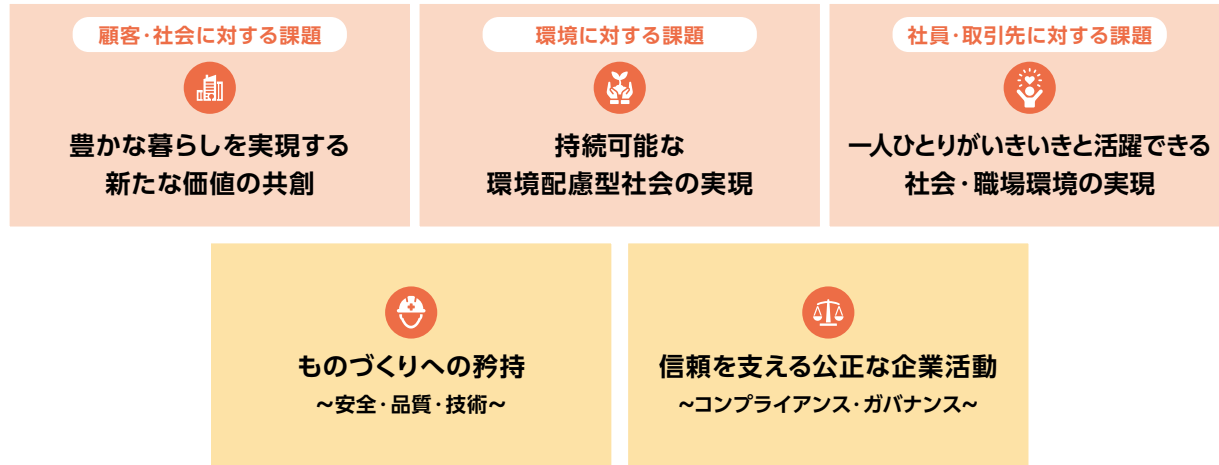 顧客・社会に対する課題
豊かな暮らしを実現する
新たな価値の共創
環境に対する課題
持続可能な
環境配慮型社会の実現
社員・取引先に対する課題
一人ひとりがいきいきと活躍できる
社会・職場環境の実現
ものづくりへの矜持
~安全・品質・技術~
信頼を支える公正な企業活動
~コンプライアンス・ガバナンス~